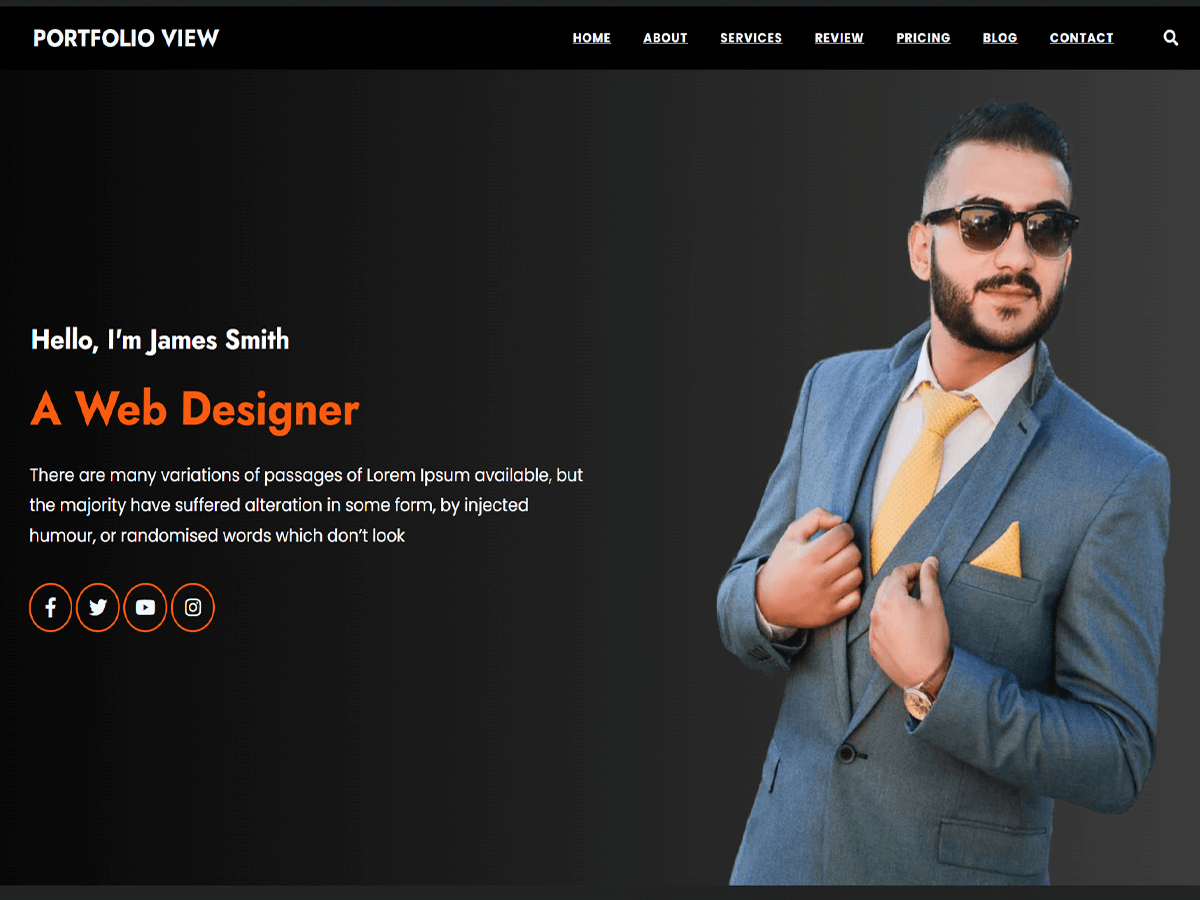 PORTFOLIO VIEW
HOME ABOUT SERVICES REVIEW PRICING BLOG CONTACT
Hello, I'm James Smith
A Web Designer
There are many variations of passages of Lorem Ipsum available, but
the majority have suffered alteration in some form, by injected
humour, or randomised words which don’t look